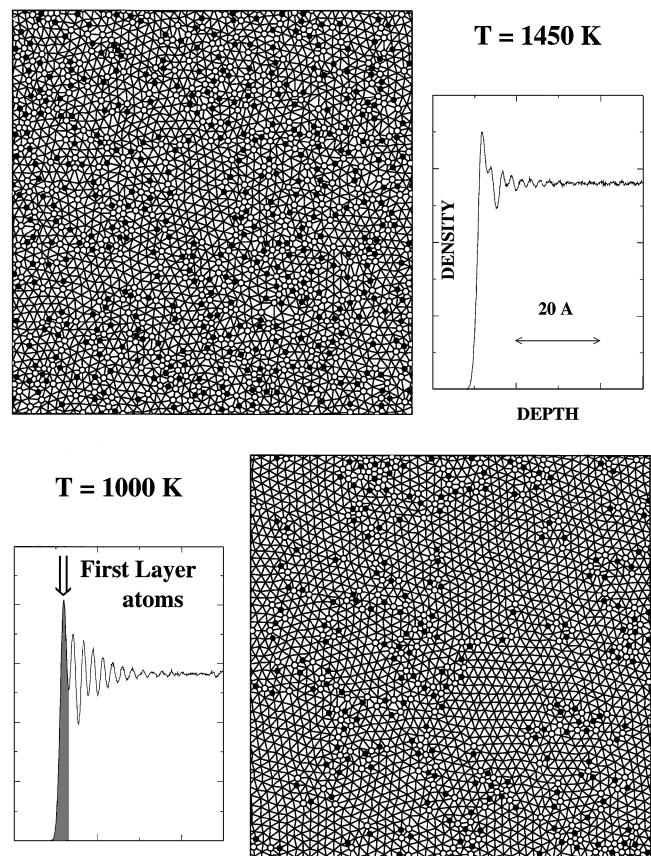 T = 1450 K
DENSITY
20 A
DEPTH
T = 1000 K
First Layer
atoms